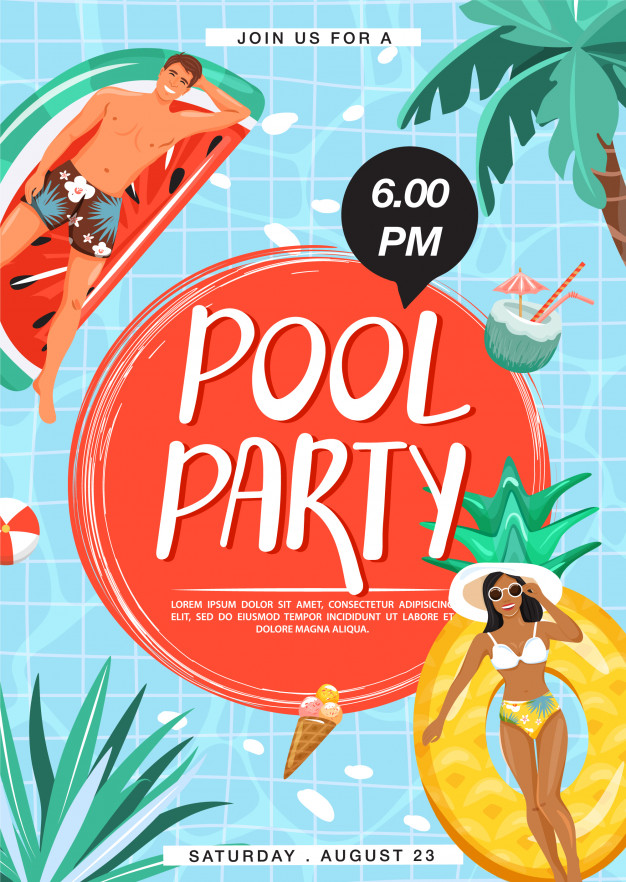 JOIN US FOR A
6.00
PM
POOL
PARTY
LOREM IPSUM DOLOR SIT AMET, CONSECTETUR ADIPISICING
ELIT, SED DO EIUSMOD TEMPOR INCIDIDUNT UT LABORE ET
DOLORE MAGNA ALIQUA.
SATURDAY . AUGUST 23